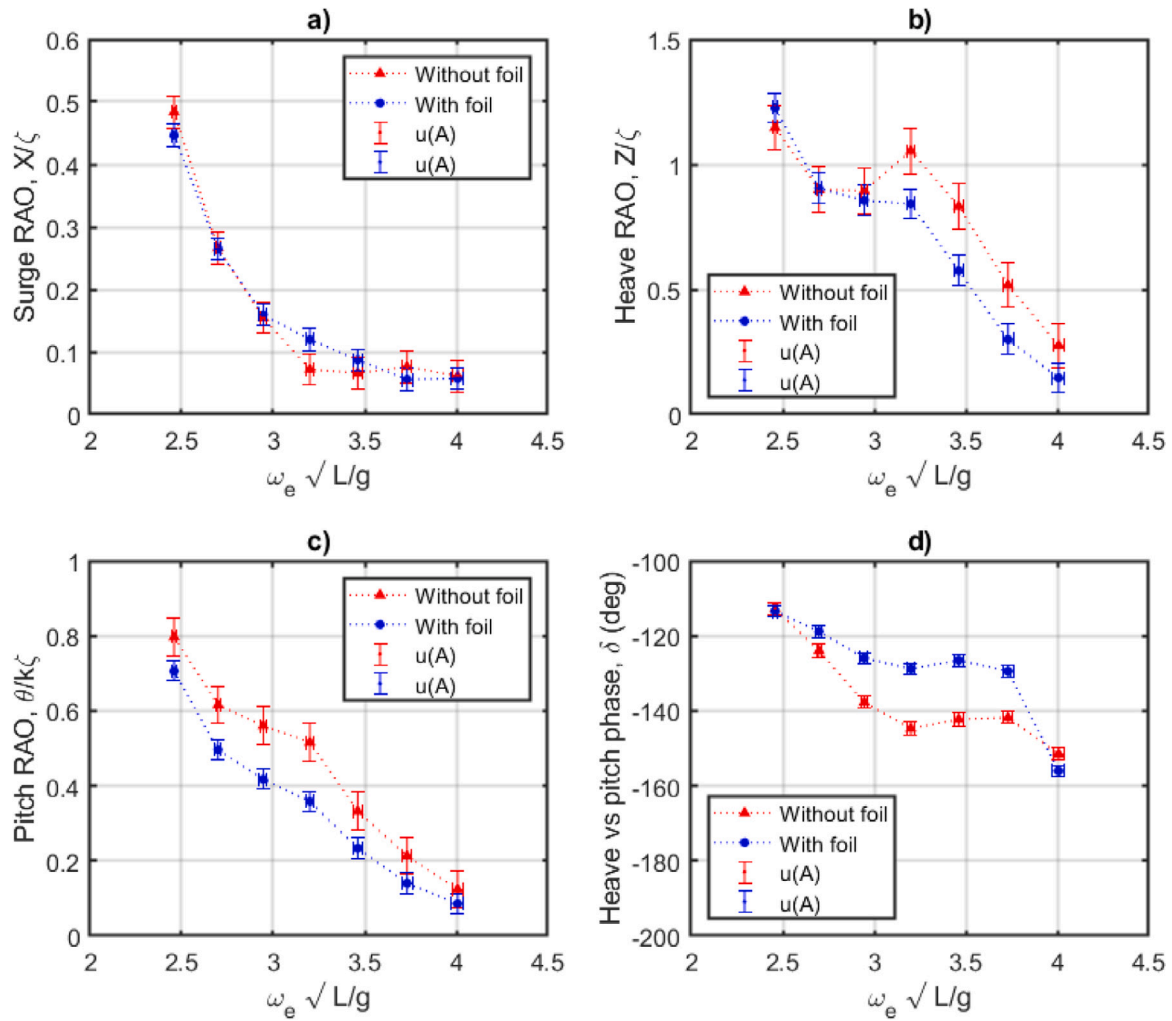 a)
Surge RAO, X/ζ
0.6
0.5
0.4
0.3
0.2
0.1
0
Without foil
With foil
u(A)
u(A)
2 2.5 3 3.5 4 4.5
ω_e √ L/g
b)
Heave RAO, Z/ζ
1.5
1
0.5
0
Without foil
With foil
u(A)
u(A)
2 2.5 3 3.5 4 4.5
ω_e √ L/g
c)
Pitch RAO, θ/kζ
1
0.8
0.6
0.4
0.2
0
Without foil
With foil
u(A)
u(A)
2 2.5 3 3.5 4 4.5
ω_e √ L/g
d)
Heave vs pitch phase, δ (deg)
-100
-120
-140
-160
-180
-200
Without foil
With foil
u(A)
u(A)
2 2.5 3 3.5 4 4.5
ω_e √ L/g